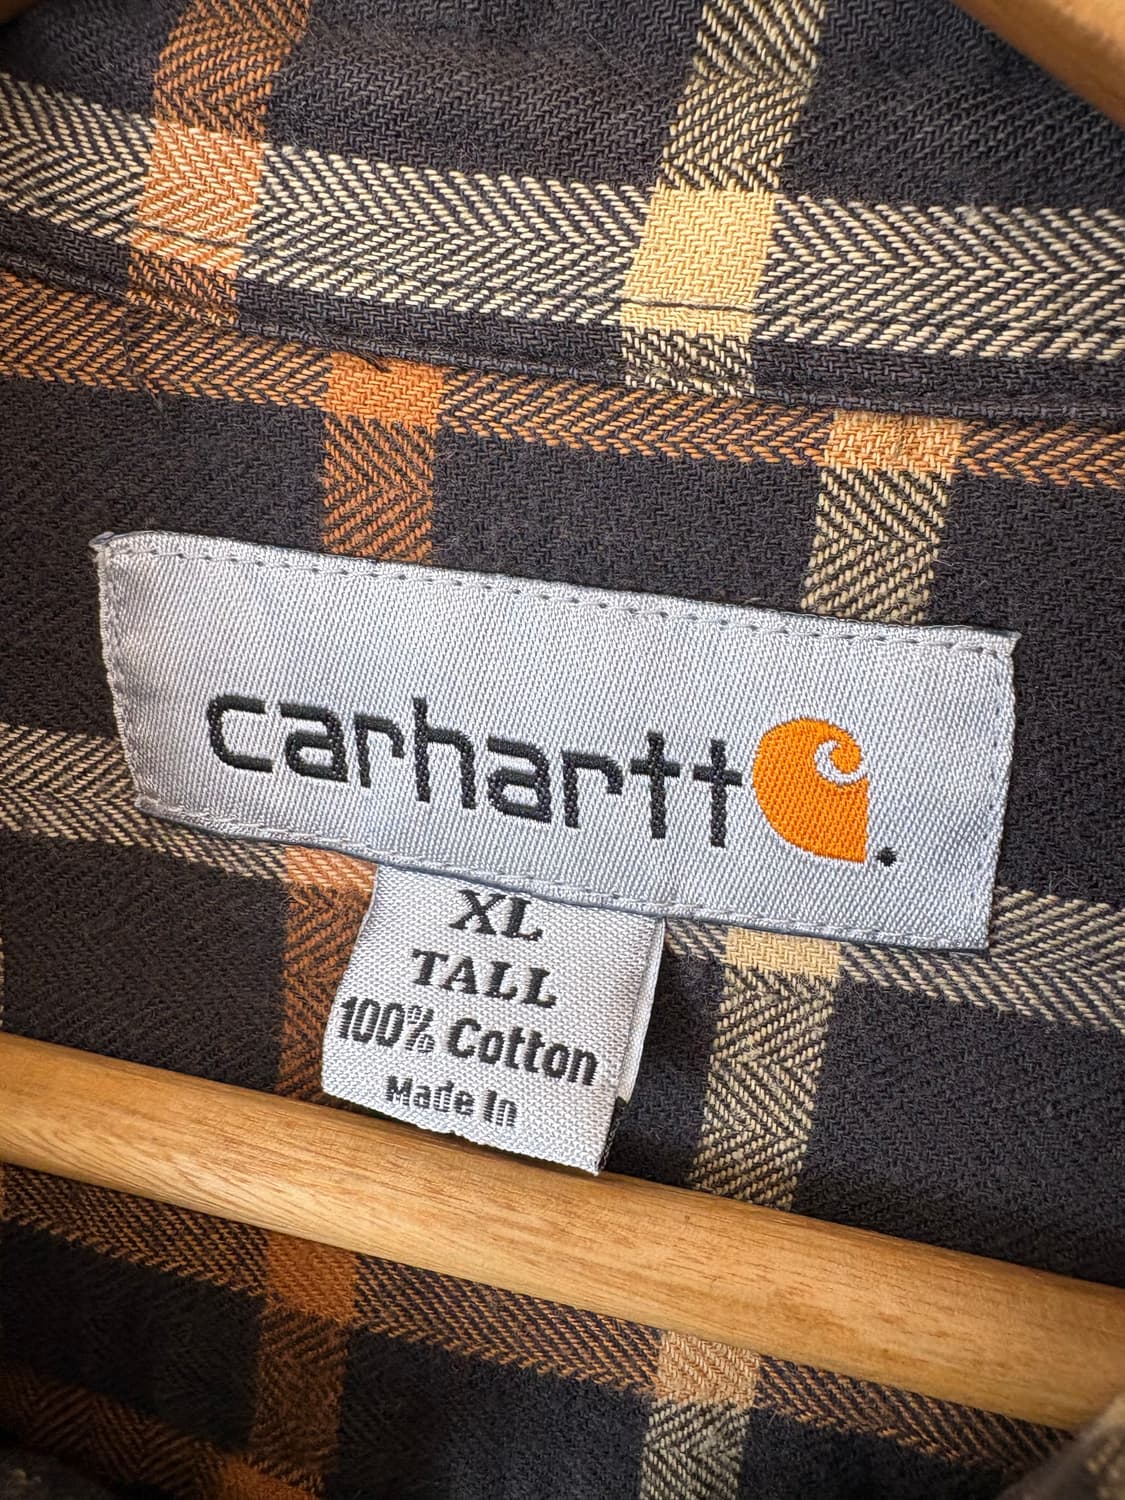 carhartt.
XL
TALL
100% Cotton
Made In